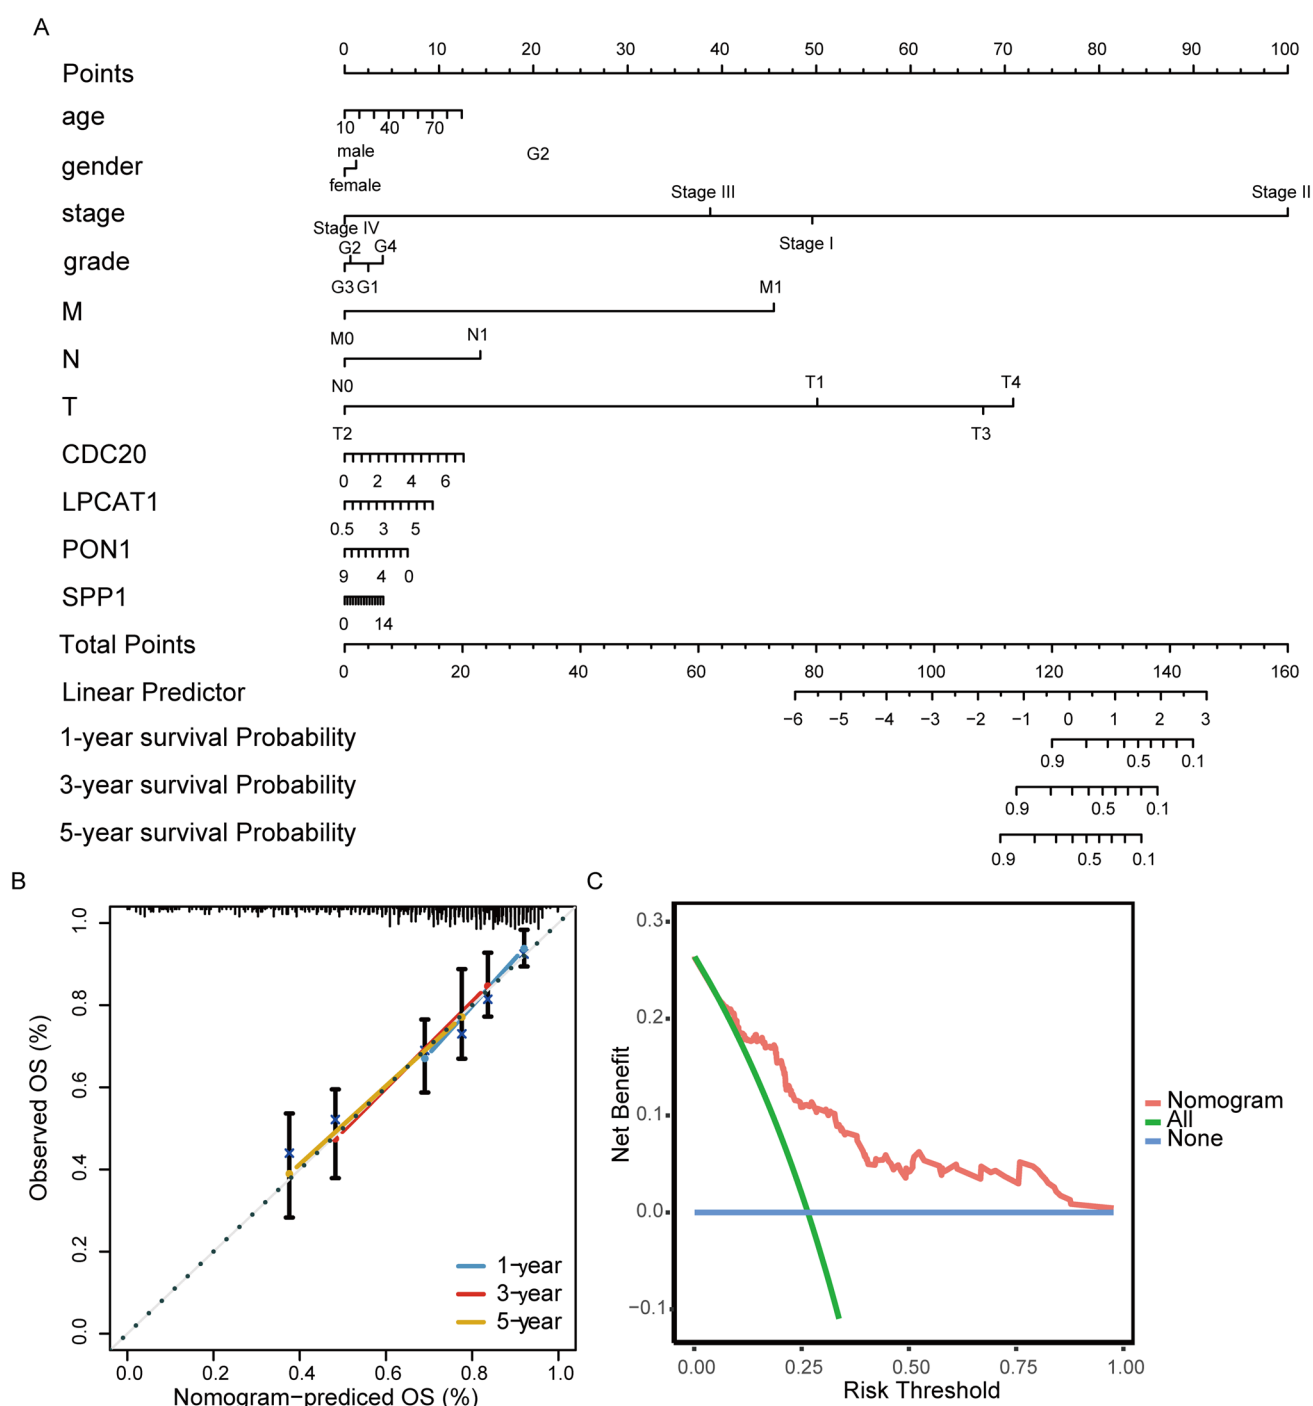 A
0 10 20 30 40 50 60 70 80 90 100
Points
age
10 40 70
male
G2
gender
female
Stage III
Stage II
stage
Stage IV
Stage I
G2 G4
grade
G3 G1
M1
M
M0
N1
N
N0
T1
T4
T
T2
T3
CDC20
0 2 4 6
LPCAT1
0.5 3 5
PON1
9 4 0
SPP1
0 14
Total Points
0 20 40 60 80 100 120 140 160
Linear Predictor
−6 −5 −4 −3 −2 −1 0 1 2 3
1-year survival Probability
0.9 0.5 0.1
3-year survival Probability
0.9 0.5 0.1
5-year survival Probability
0.9 0.5 0.1
B
1.0
0.8
0.6
0.4
0.2
0.0
Observed OS (%)
1−year
3−year
5−year
0.0 0.2 0.4 0.6 0.8 1.0
Nomogram−prediced OS (%)
C
0.3
0.2
0.1
0.0
−0.1
Net Benefit
Nomogram
All
None
0.00 0.25 0.50 0.75 1.00
Risk Threshold